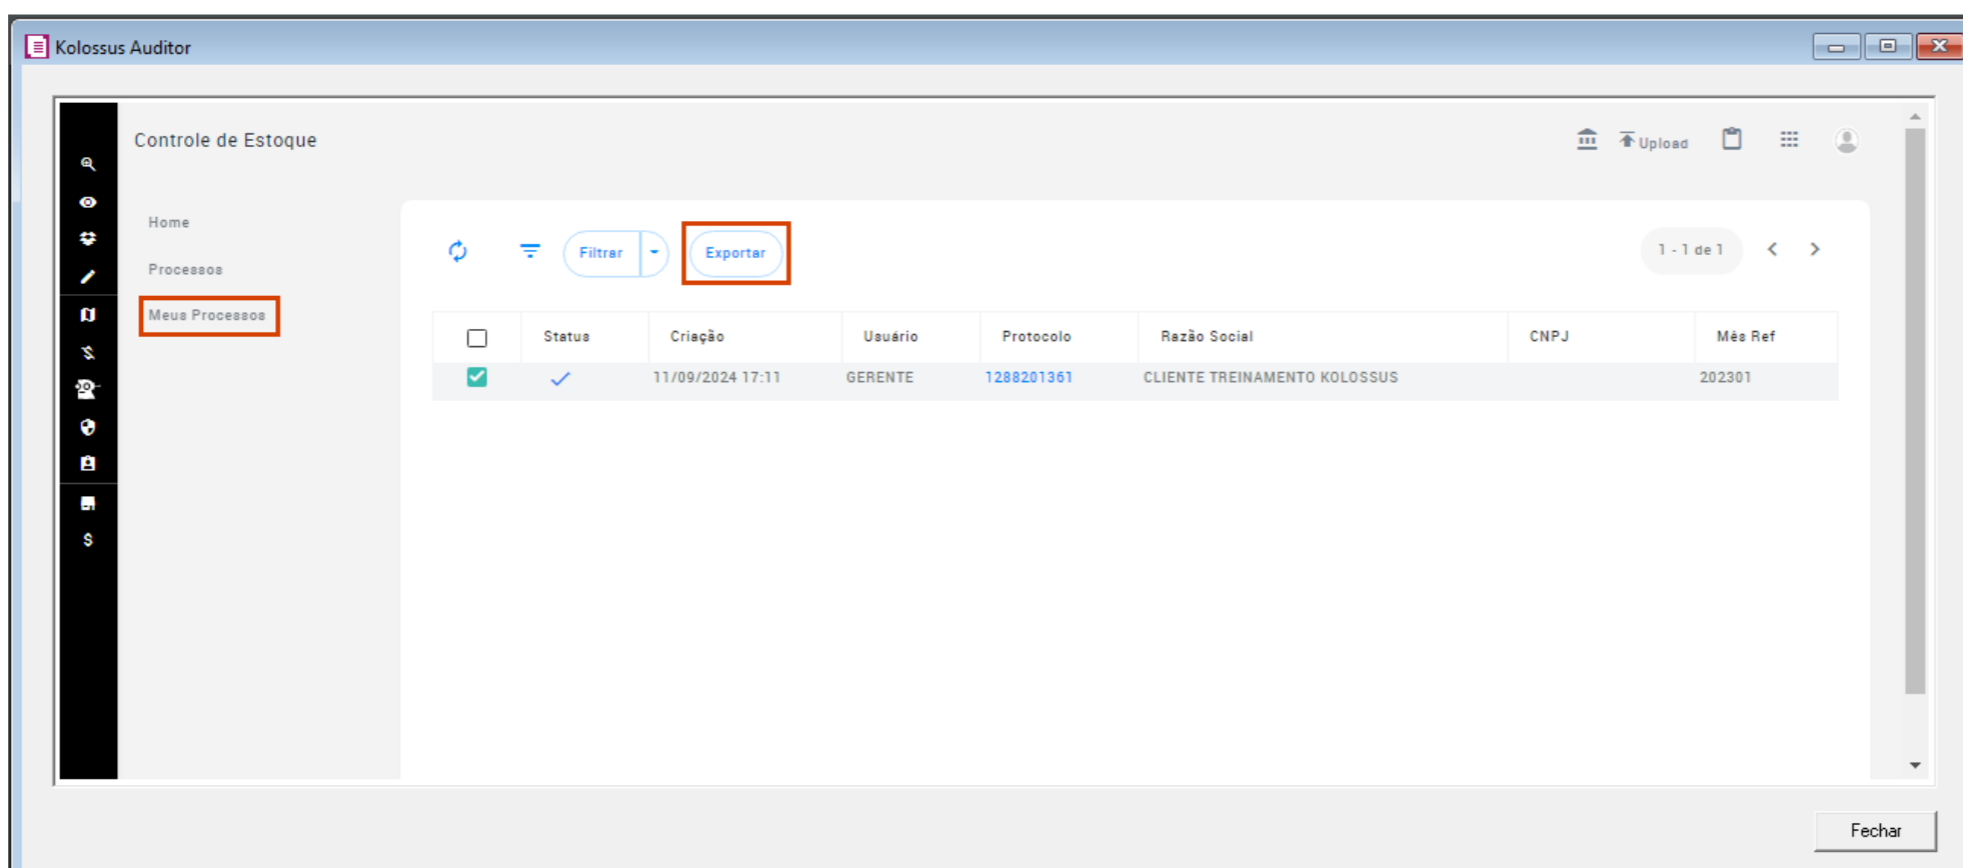 Kolossus Auditor
Controle de Estoque
Upload
Home
Processos
Meus Processos
Filtrar
Exportar
1 - 1 de 1
Status Criação Usuário Protocolo Razão Social CNPJ Mês Ref
11/09/2024 17:11 GERENTE 1288201361 CLIENTE TREINAMENTO KOLOSSUS 202301
Fechar